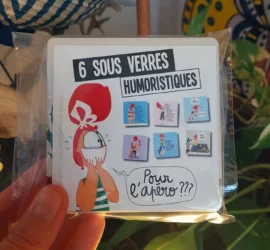 6 SOUS VERRES
HUMORISTIQUES
Pour
l'apéro ???